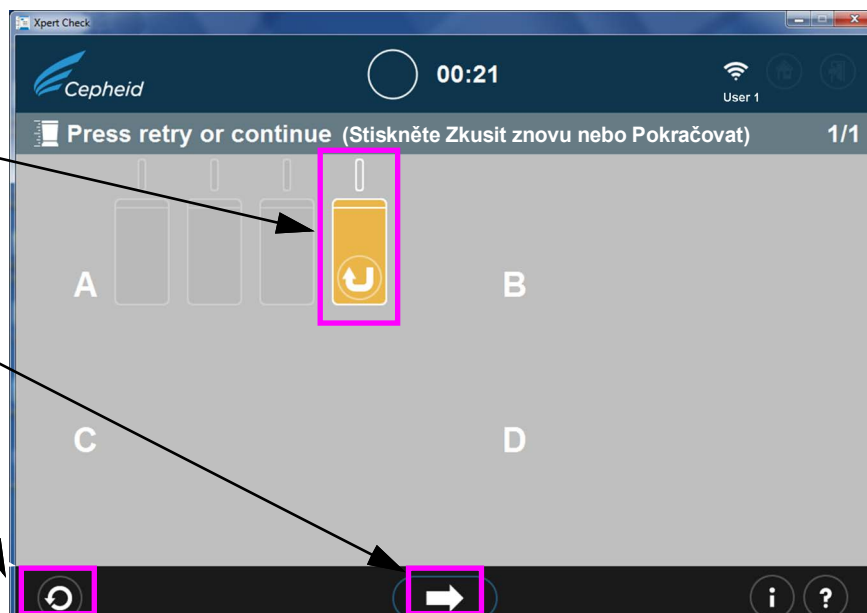 Xpert Check
Cepheid
00:21
User 1
Press retry or continue (Stiskněte Zkusit znovu nebo Pokračovat) 1/1
A
B
C
D
i ?